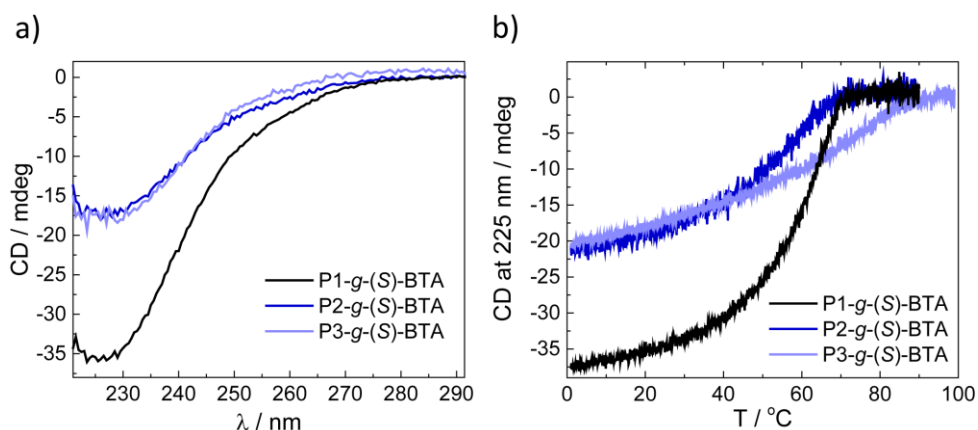 a)
0
-5
-10
-15
-20
-25
-30
-35
CD / mdeg
P1-g-(S)-BTA
P2-g-(S)-BTA
P3-g-(S)-BTA
230 240 250 260 270 280 290
λ / nm
b)
0
-5
-10
-15
-20
-25
-30
-35
CD at 225 nm / mdeg
P1-g-(S)-BTA
P2-g-(S)-BTA
P3-g-(S)-BTA
0 20 40 60 80 100
T / °C